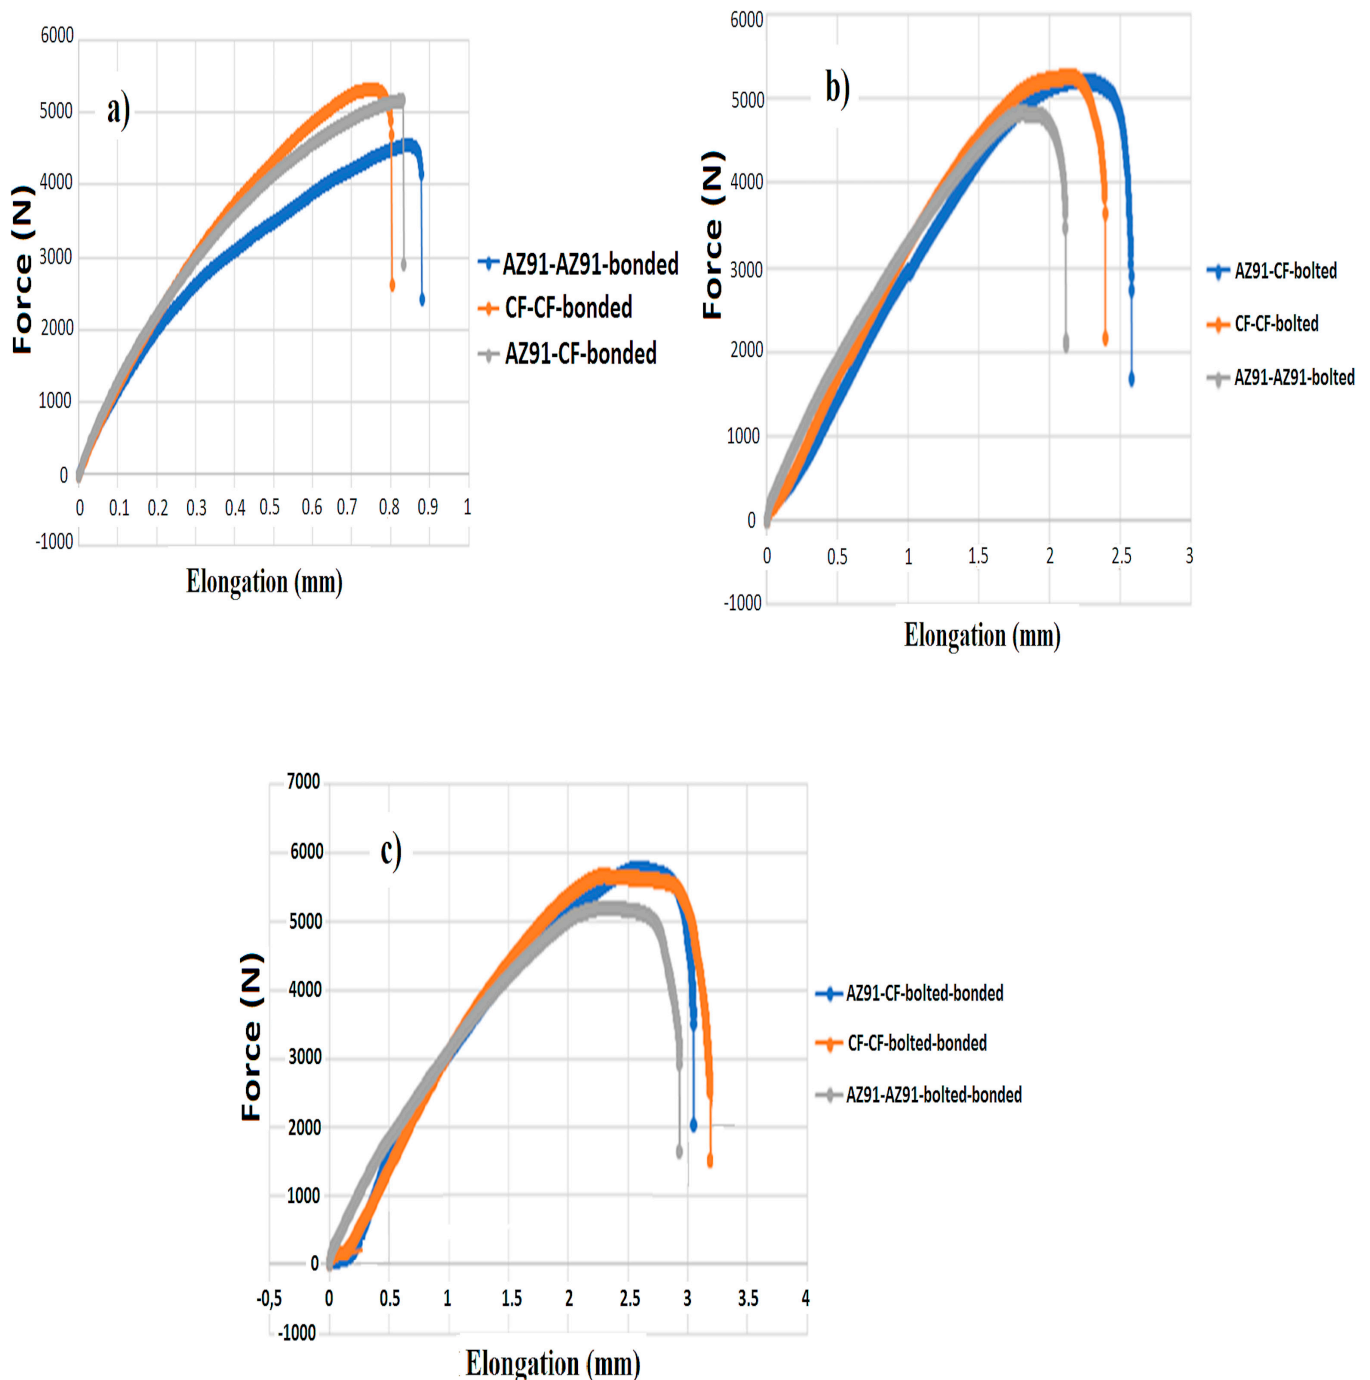 6000
5000
4000
3000
2000
1000
0
-1000
a)
Force (N)
0 0.1 0.2 0.3 0.4 0.5 0.6 0.7 0.8 0.9 1
Elongation (mm)
AZ91-AZ91-bonded
CF-CF-bonded
AZ91-CF-bonded
6000
5000
4000
3000
2000
1000
0
-1000
b)
Force (N)
0 0.5 1 1.5 2 2.5 3
Elongation (mm)
AZ91-CF-bolted
CF-CF-bolted
AZ91-AZ91-bolted
7000
6000
5000
4000
3000
2000
1000
0
-1000
c)
Force (N)
-0,5 0 0.5 1 1.5 2 2.5 3 3.5 4
Elongation (mm)
AZ91-CF-bolted-bonded
CF-CF-bolted-bonded
AZ91-AZ91-bolted-bonded